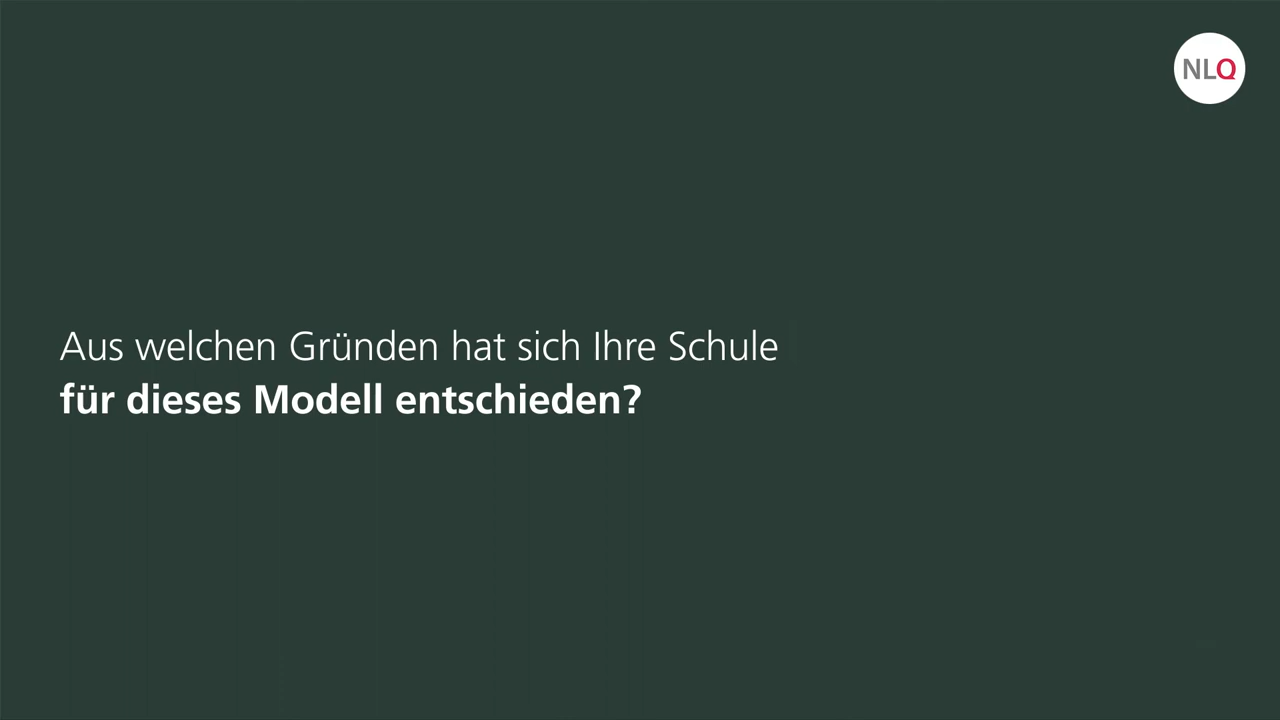 NLQ
Aus welchen Gründen hat sich Ihre Schule
für dieses Modell entschieden?